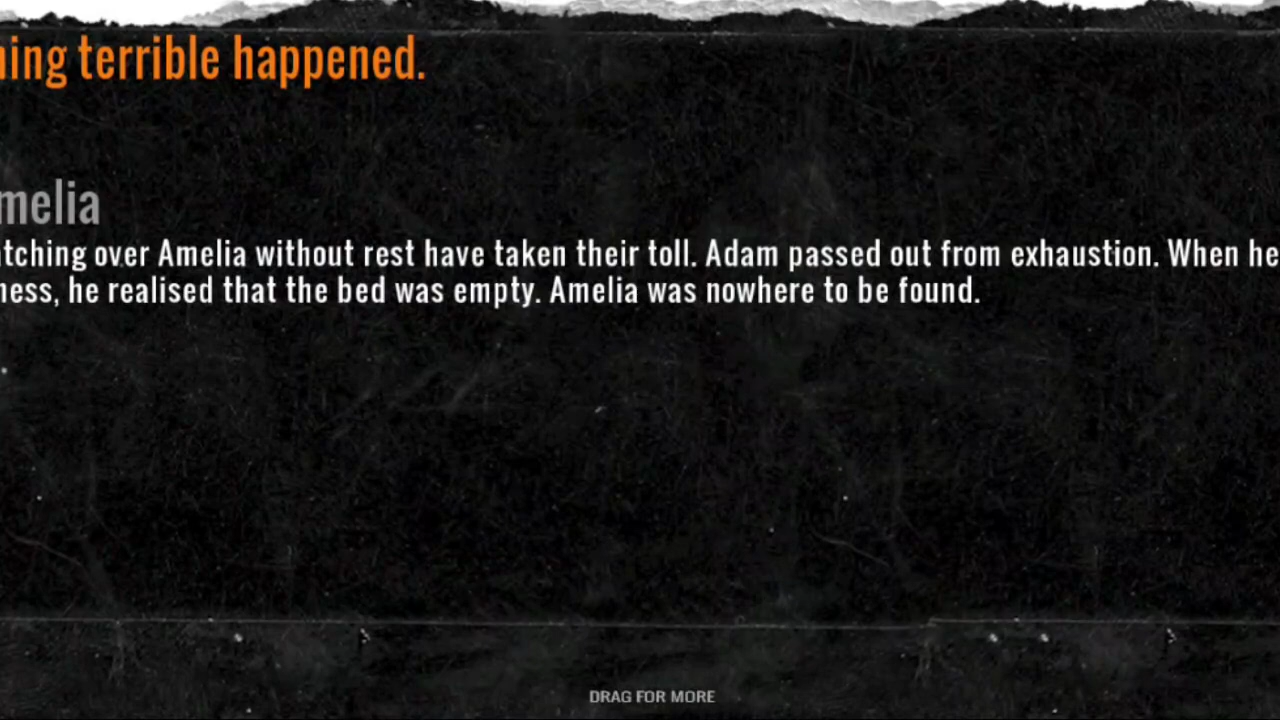 ing terrible happened.
melia
tching over Amelia without rest have taken their toll. Adam passed out from exhaustion. When he
ness, he realised that the bed was empty. Amelia was nowhere to be found.
DRAG FOR MORE